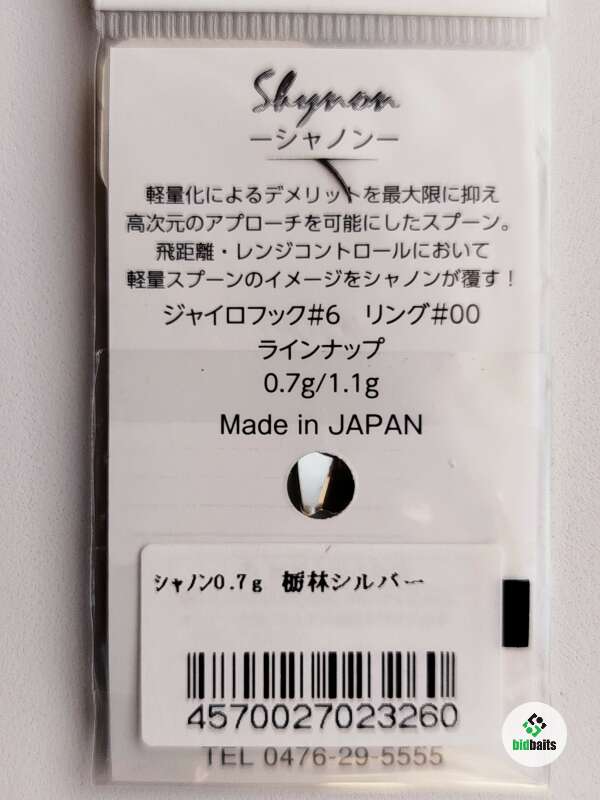 Shynon
ーシャノンー
軽量化によるデメリットを最大限に抑え
高次元のアプローチを可能にしたスプーン。
飛距離・レンジコントロールにおいて
軽量スプーンのイメージをシャノンが覆す！
ジャイロフック#6　リング#00
ラインナップ
0.7g/1.1g
Made in JAPAN
シャノン0.7g　栃林シルバー
4570027023260
TEL 0476-29-5555
bidbaits